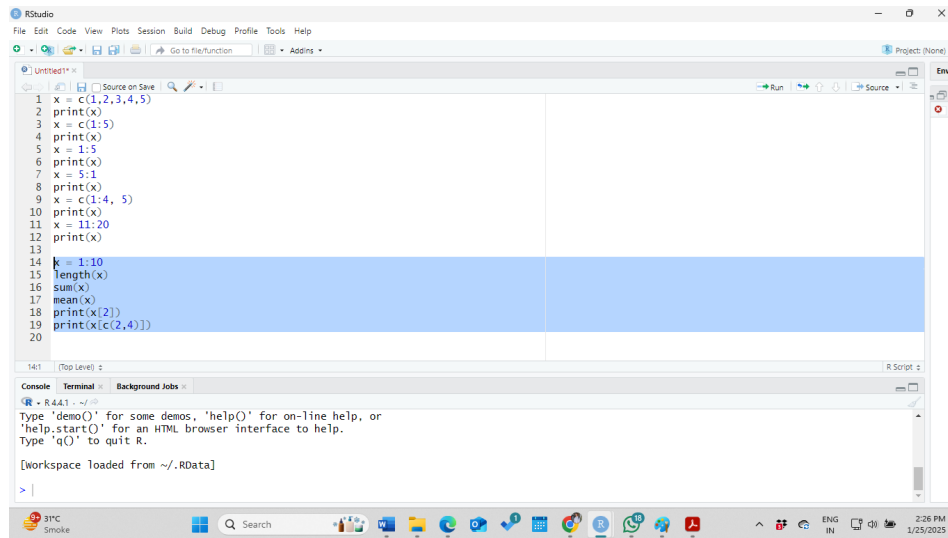 RStudio
File Edit Code View Plots Session Build Debug Profile Tools Help
Go to file/function Addins Project: (None)
Untitled1* Env
Source on Save Run Source
1 x = c(1,2,3,4,5)
2 print(x)
3 x = c(1:5)
4 print(x)
5 x = 1:5
6 print(x)
7 x = 5:1
8 print(x)
9 x = c(1:4, 5)
10 print(x)
11 x = 11:20
12 print(x)
13
14 x = 1:10
15 length(x)
16 sum(x)
17 mean(x)
18 print(x[2])
19 print(x[c(2,4)])
20
14:1 (Top Level) R Script
Console Terminal Background Jobs
R 4.4.1 · ~/
Type 'demo()' for some demos, 'help()' for on-line help, or
'help.start()' for an HTML browser interface to help.
Type 'q()' to quit R.
[Workspace loaded from ~/.RData]
>
31°C Search ENG 2:26 PM
Smoke IN 1/25/2025